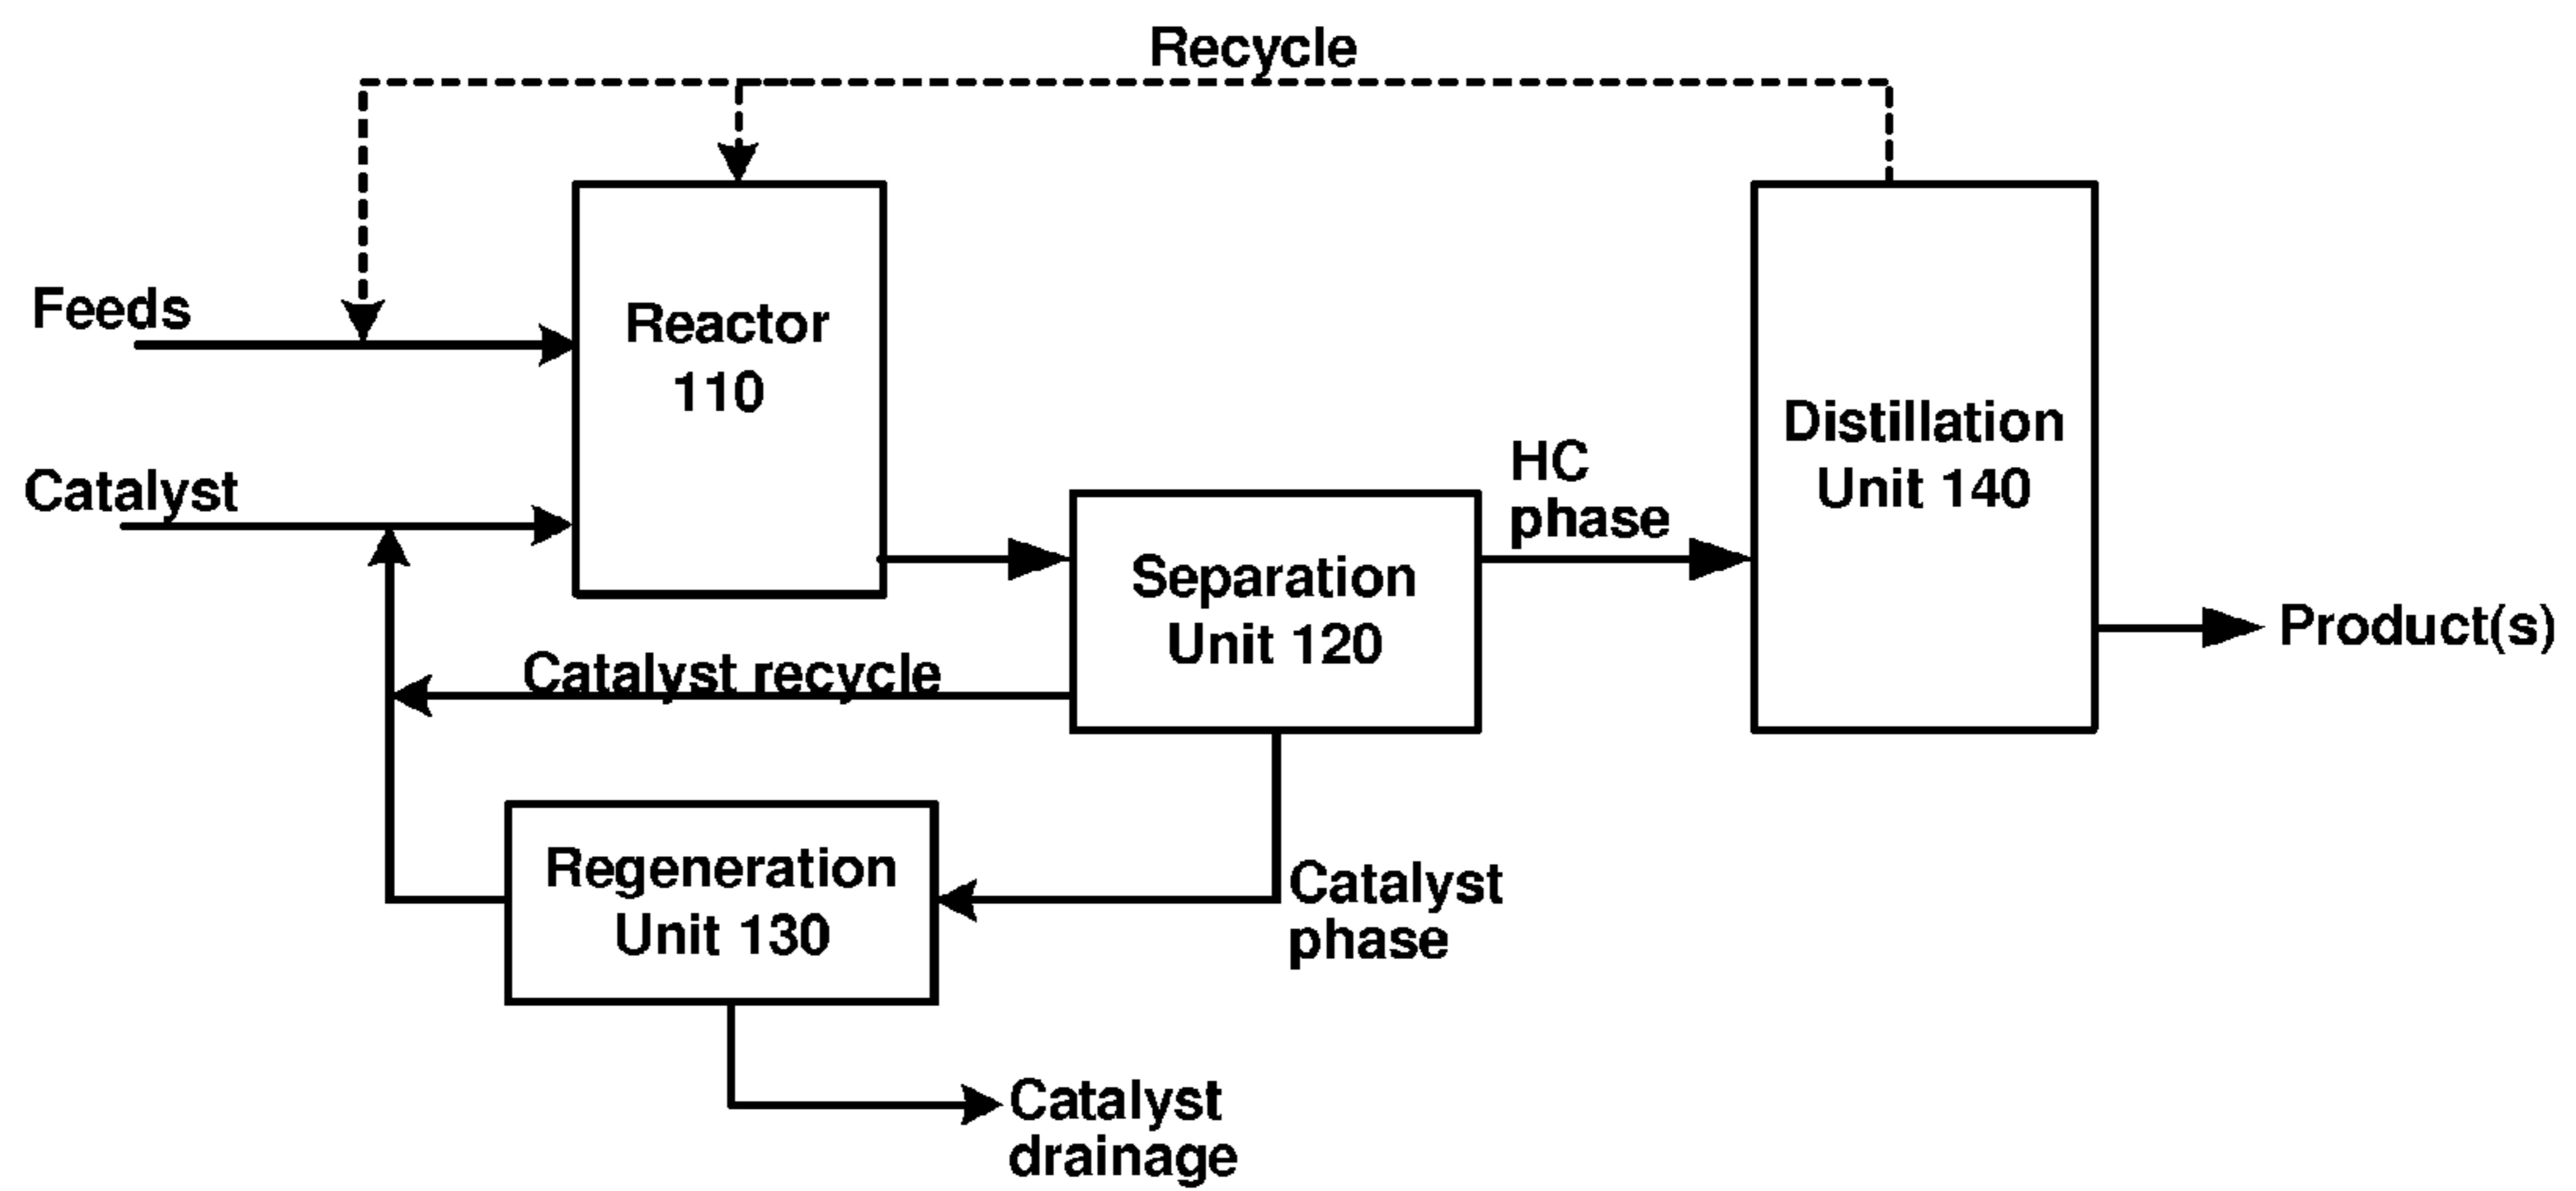 Recycle
Feeds
Reactor
110
Catalyst
HC
phase
Distillation
Unit 140
Separation
Unit 120
Product(s)
Catalyst recycle
Regeneration
Unit 130
Catalyst
phase
Catalyst
drainage